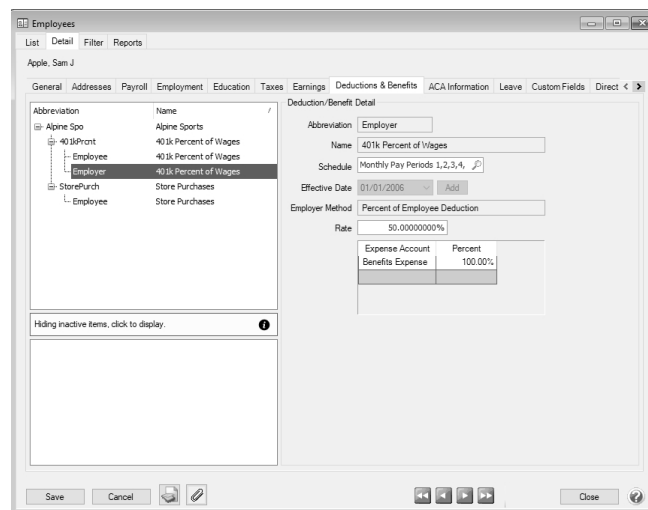 Employees
List Detail Filter Reports
Apple, Sam J
General Addresses Payroll Employment Education Taxes Earnings Deductions & Benefits ACA Information Leave Custom Fields Direct
Abbreviation Name /
Alpine Spo Alpine Sports
401kPrcnt 401k Percent of Wages
Employee 401k Percent of Wages
Employer 401k Percent of Wages
StorePurch Store Purchases
Employee Store Purchases
Hiding inactive items, click to display.
Deduction/Benefit Detail
Abbreviation Employer
Name 401k Percent of Wages
Schedule Monthly Pay Periods 1,2,3,4,
Effective Date 01/01/2006 Add
Employer Method Percent of Employee Deduction
Rate 50.00000000%
Expense Account Percent
Benefits Expense 100.00%
Save Cancel Close